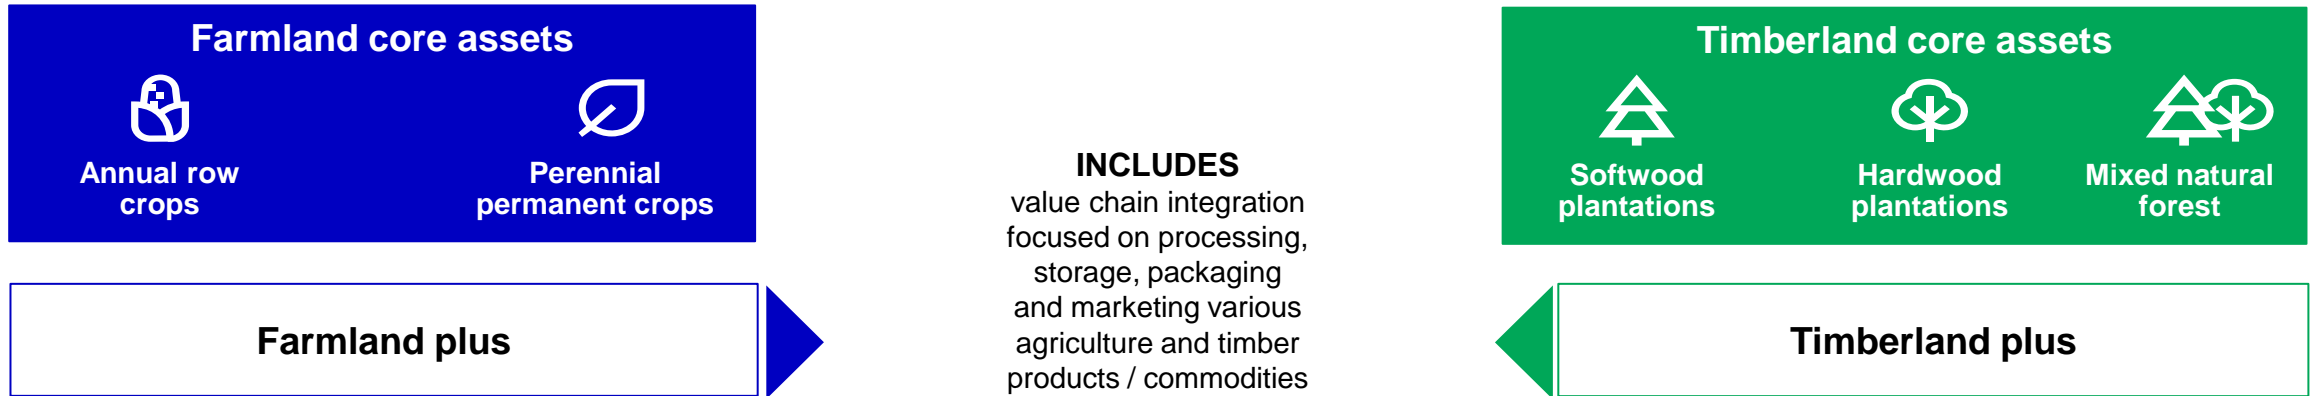 Farmland core assets
Annual row
crops
Perennial
permanent crops
Farmland plus
INCLUDES
value chain integration
focused on processing,
storage, packaging
and marketing various
agriculture and timber
products / commodities
Timberland core assets
Softwood
plantations
Hardwood
plantations
Mixed natural
forest
Timberland plus